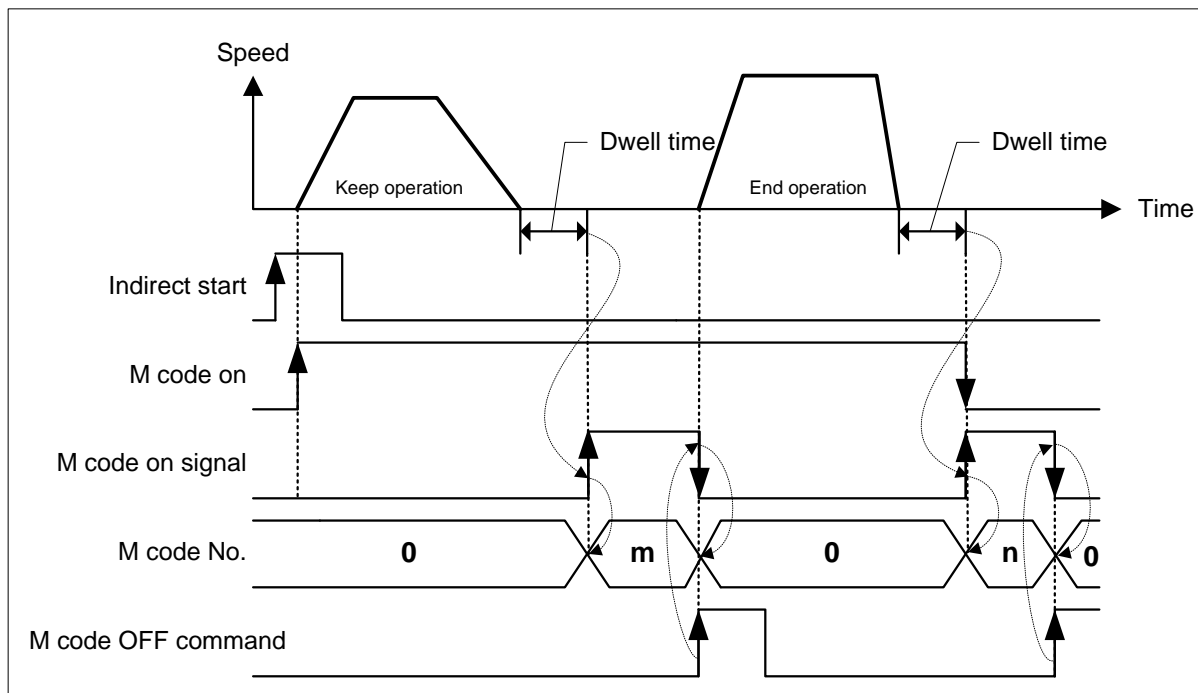 Speed
Dwell time
Dwell time
Keep operation
End operation
Time
Indirect start
M code on
M code on signal
M code No.
0
m
0
n
0
M code OFF command